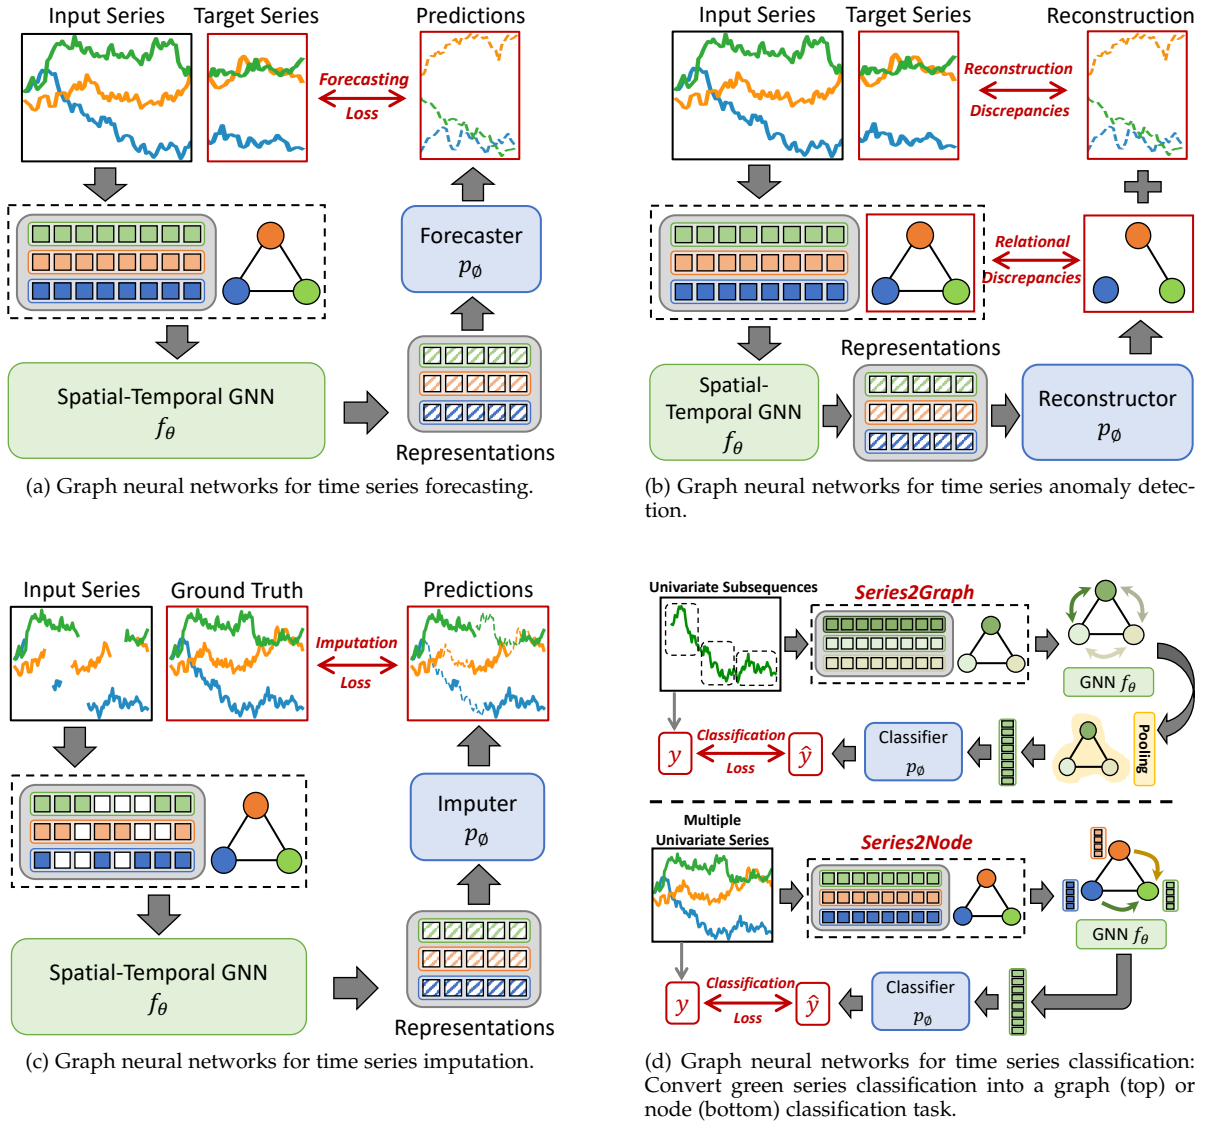 Input Series
Target Series
Predictions
Forecasting
Loss
Forecaster
p∅
Spatial-Temporal GNN
fθ
Representations
(a) Graph neural networks for time series forecasting.
Input Series
Target Series
Reconstruction
Reconstruction
Discrepancies
Relational
Discrepancies
Representations
Spatial-
Temporal GNN
fθ
Reconstructor
p∅
(b) Graph neural networks for time series anomaly detec-
tion.
Input Series
Ground Truth
Predictions
Imputation
Loss
Imputer
p∅
Spatial-Temporal GNN
fθ
Representations
(c) Graph neural networks for time series imputation.
Univariate Subsequences
Series2Graph
GNN fθ
Pooling
Classifier
p∅
y
Classification
Loss
ŷ
Multiple
Univariate Series
Series2Node
GNN fθ
Classifier
p∅
y
Classification
Loss
ŷ
(d) Graph neural networks for time series classification:
Convert green series classification into a graph (top) or
node (bottom) classification task.